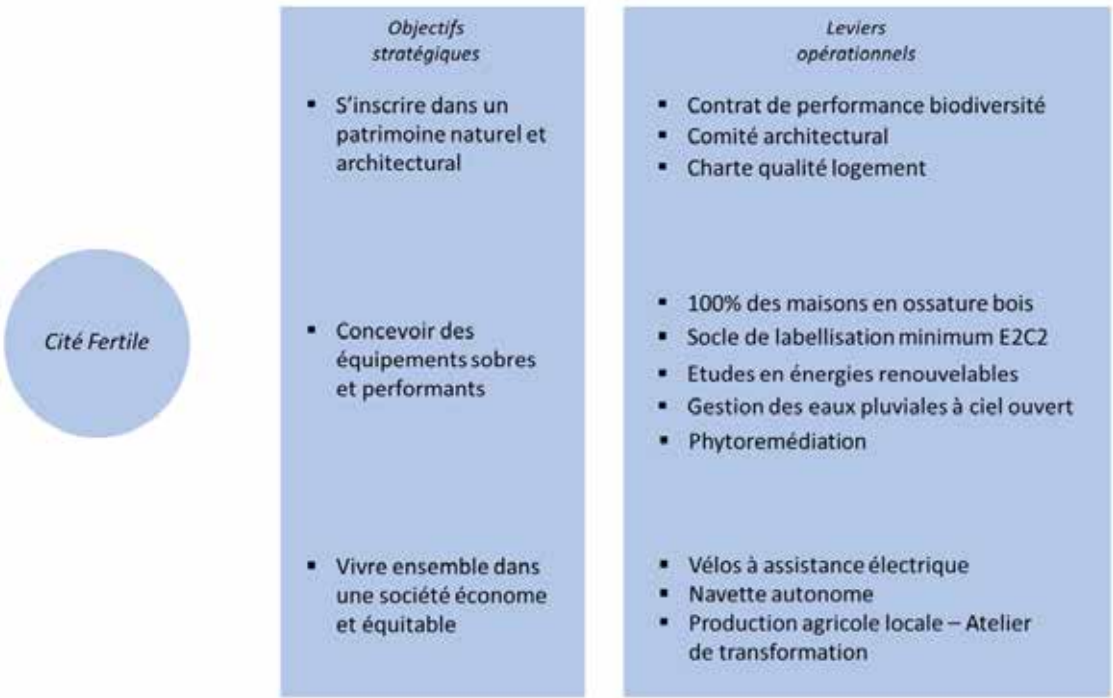 Cité Fertile
Objectifs
stratégiques
▪ S'inscrire dans un
patrimoine naturel et
architectural
▪ Concevoir des
équipements sobres
et performants
▪ Vivre ensemble dans
une société économe
et équitable
Leviers
opérationnels
▪ Contrat de performance biodiversité
▪ Comité architectural
▪ Charte qualité logement
▪ 100% des maisons en ossature bois
▪ Socle de labellisation minimum E2C2
▪ Etudes en énergies renouvelables
▪ Gestion des eaux pluviales à ciel ouvert
▪ Phytoremédiation
▪ Vélos à assistance électrique
▪ Navette autonome
▪ Production agricole locale – Atelier
de transformation